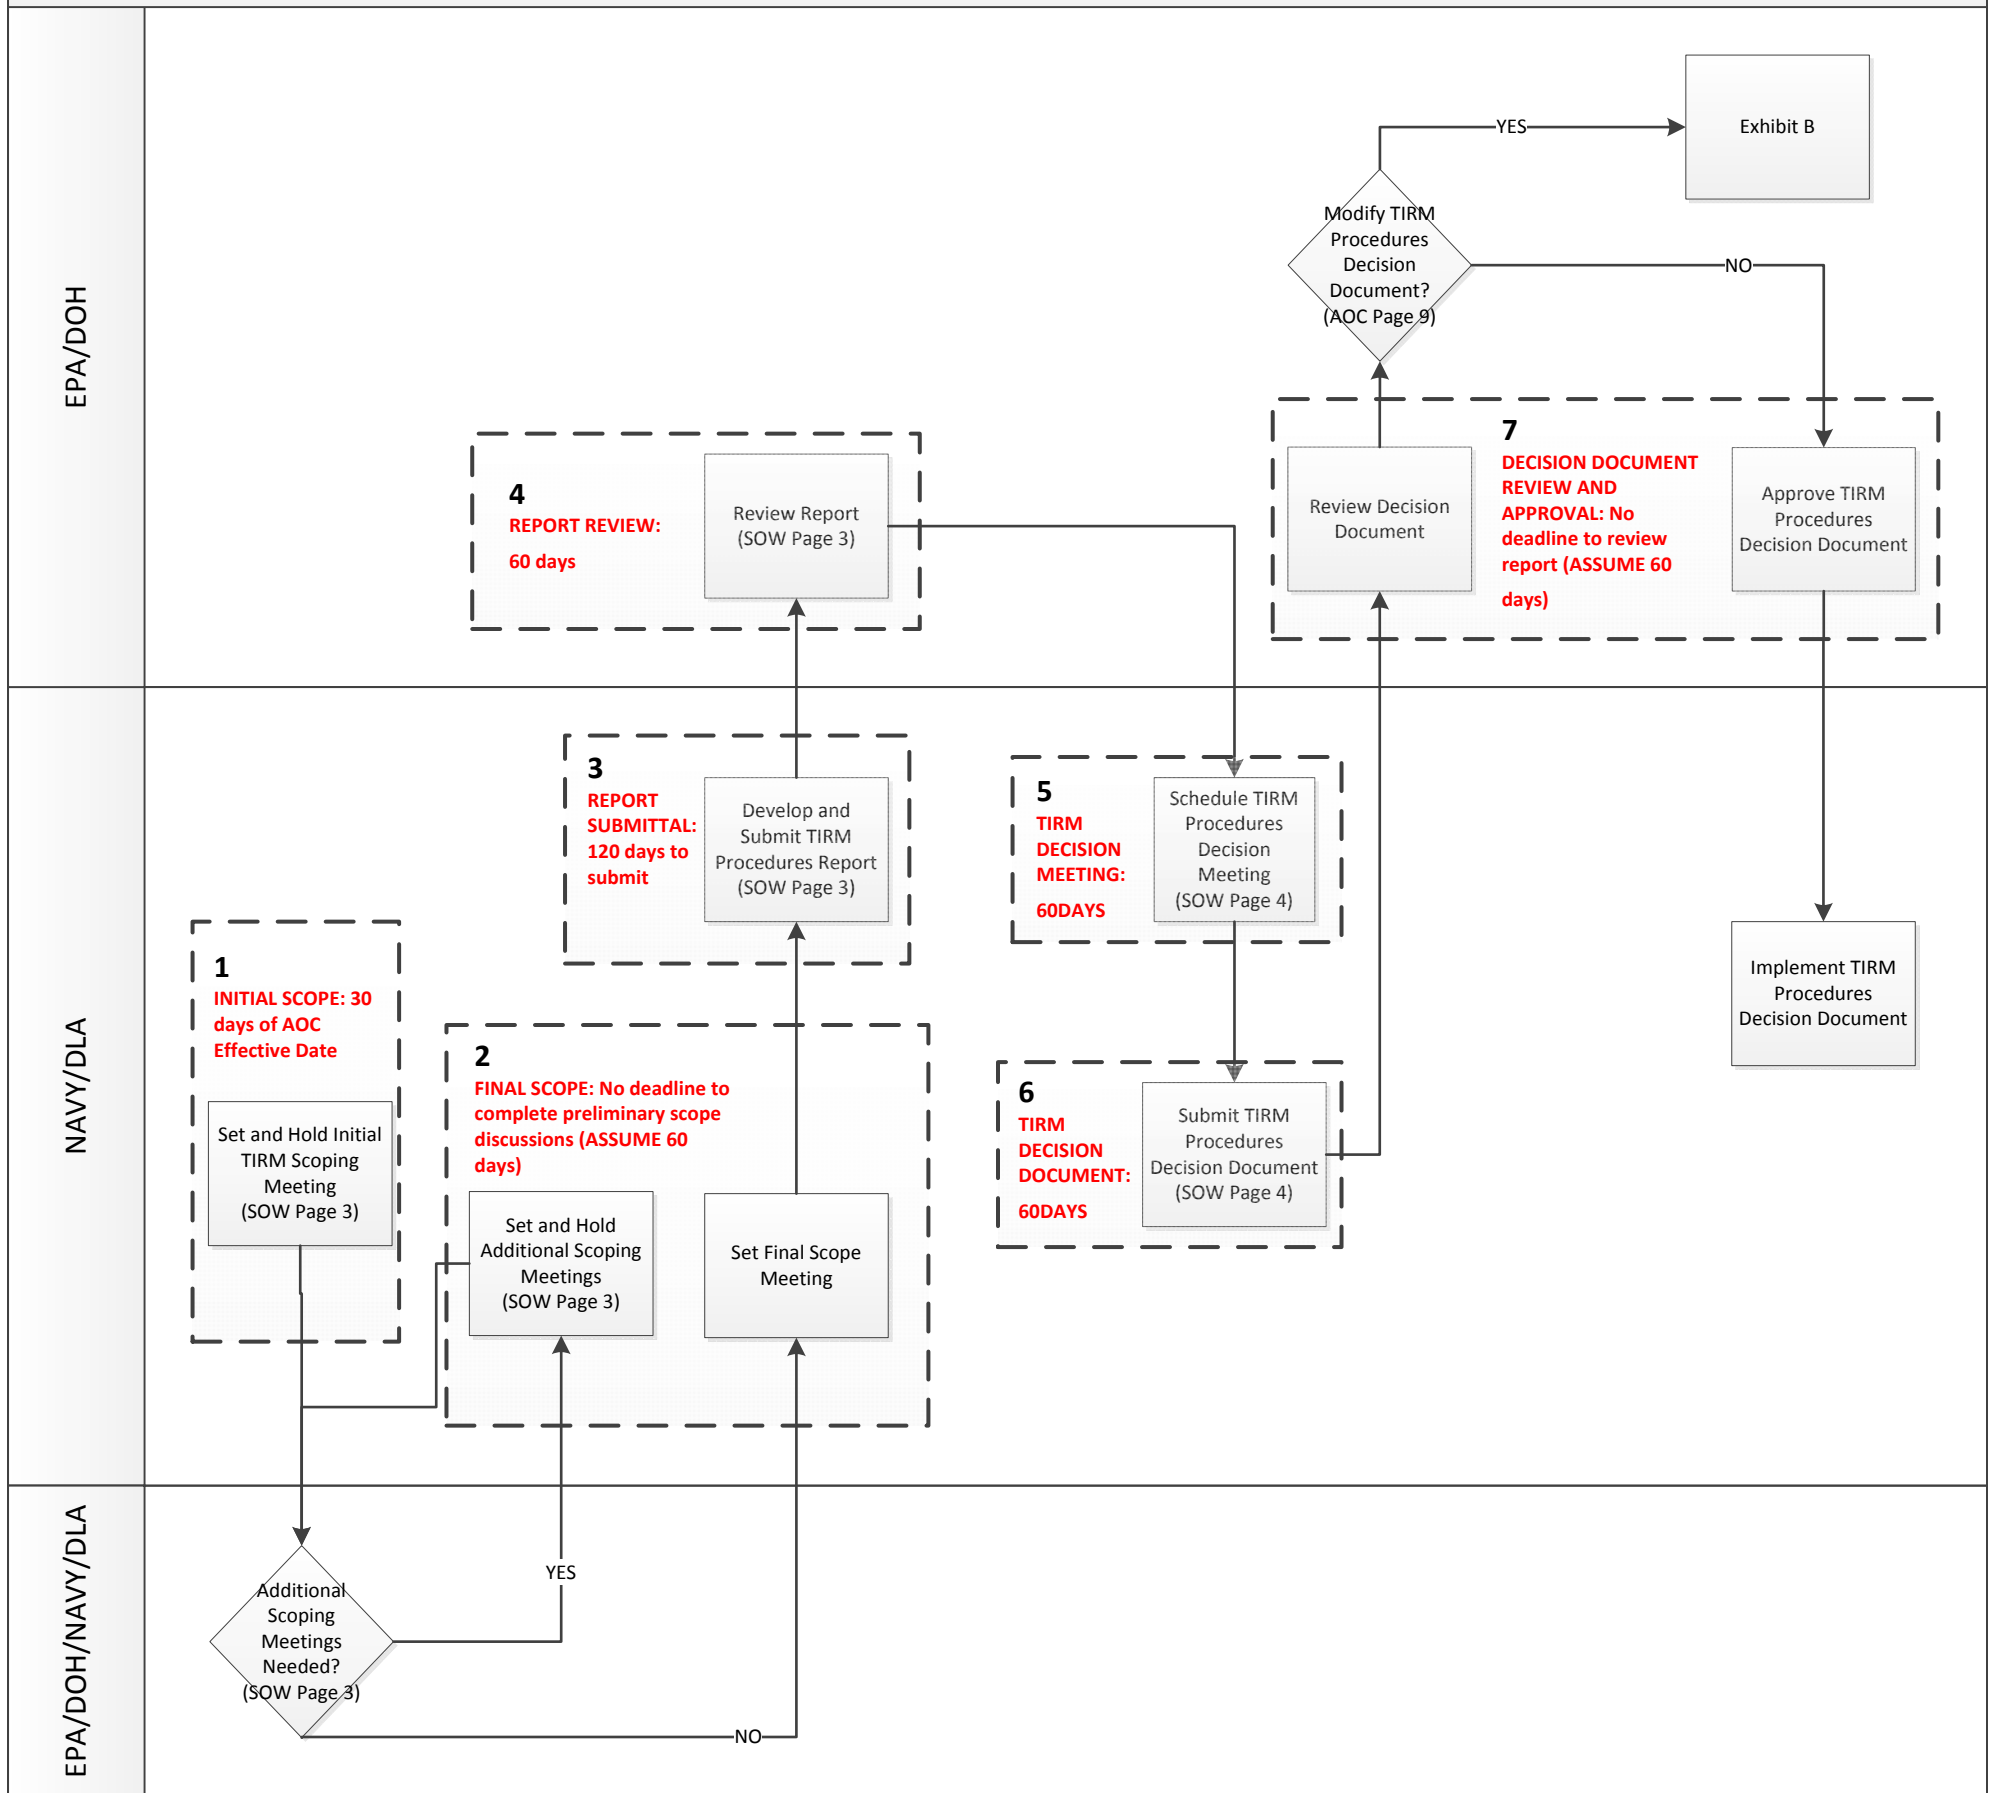 EPA/DOH
YES
Exhibit B
Modify TIRM
Procedures
Decision
Document?
(AOC Page 9)
NO
4
REPORT REVIEW:
60 days
Review Report
(SOW Page 3)
Review Decision
Document
7
DECISION DOCUMENT
REVIEW AND
APPROVAL: No
deadline to review
report (ASSUME 60
days)
Approve TIRM
Procedures
Decision Document
NAVY/DLA
3
REPORT
SUBMITTAL:
120 days to
submit
Develop and
Submit TIRM
Procedures Report
(SOW Page 3)
5
TIRM
DECISION
MEETING:
60DAYS
Schedule TIRM
Procedures
Decision
Meeting
(SOW Page 4)
1
INITIAL SCOPE: 30
days of AOC
Effective Date
Set and Hold Initial
TIRM Scoping
Meeting
(SOW Page 3)
2
FINAL SCOPE: No deadline to
complete preliminary scope
discussions (ASSUME 60
days)
Set and Hold
Additional Scoping
Meetings
(SOW Page 3)
Set Final Scope
Meeting
6
TIRM
DECISION
DOCUMENT:
60DAYS
Submit TIRM
Procedures
Decision Document
(SOW Page 4)
Implement TIRM
Procedures
Decision Document
EPA/DOH/NAVY/DLA
Additional
Scoping
Meetings
Needed?
(SOW Page 3)
YES
NO